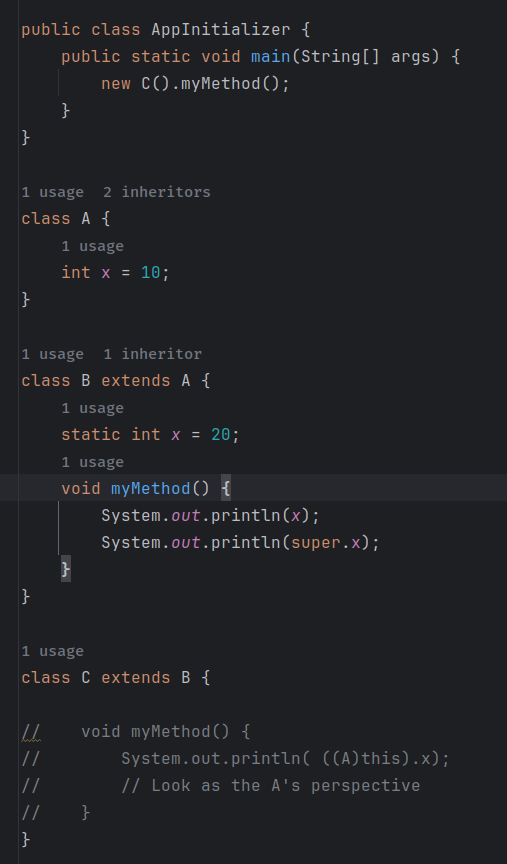 public class AppInitializer {
    public static void main(String[] args) {
        new C().myMethod();
    }
}
1 usage  2 inheritors
class A {
    1 usage
    int x = 10;
}
1 usage  1 inheritor
class B extends A {
    1 usage
    static int x = 20;
    1 usage
    void myMethod() {
        System.out.println(x);
        System.out.println(super.x);
    }
}
1 usage
class C extends B {
//    void myMethod() {
//        System.out.println( ((A)this).x);
//        // Look as the A's perspective
//    }
}